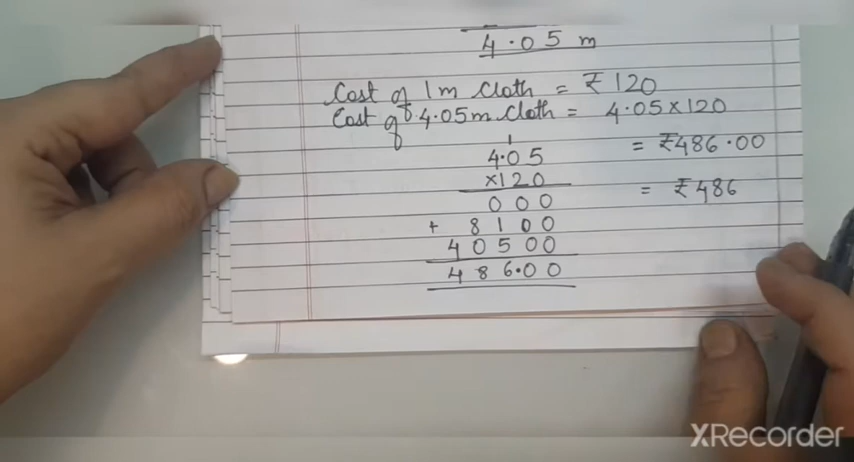 4.05 m
Cost of 1m Cloth = ₹120
Cost of 4.05m Cloth = 4.05×120
= ₹486.00
= ₹486
1
4.05
×120
000
+ 8100
40500
486.00
XRecorder